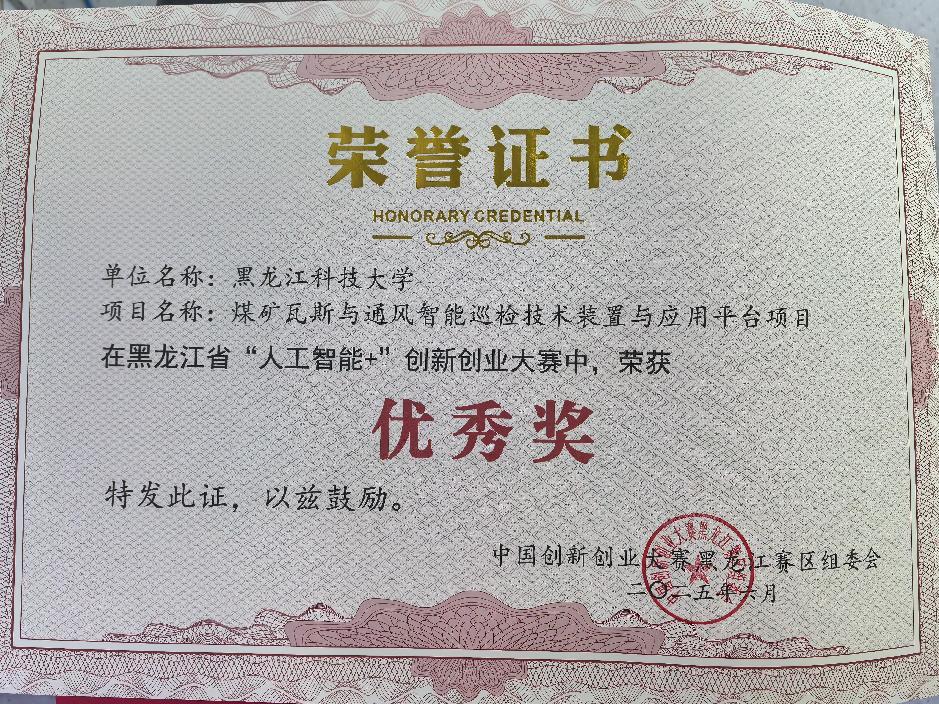 荣誉证书
HONORARY CREDENTIAL
单位名称：黑龙江科技大学
项目名称：煤矿瓦斯与通风智能巡检技术装置与应用平台项目
在黑龙江省“人工智能+”创新创业大赛中，荣获
优秀奖
特发此证，以兹鼓励。
中国创新创业大赛黑龙江赛区组委会
二〇二五年六月